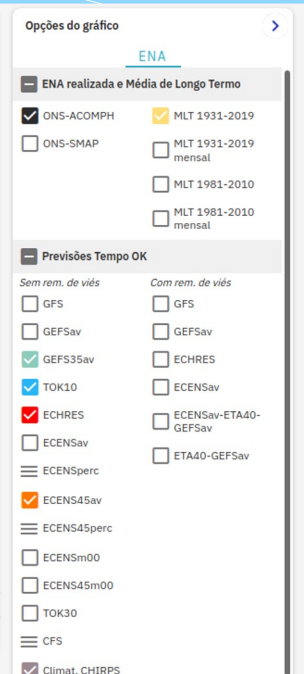 Opções do gráfico
ENA
ENA realizada e Média de Longo Termo
ONS-ACOMPH
MLT 1931-2019
ONS-SMAP
MLT 1931-2019
mensal
MLT 1981-2010
MLT 1981-2010
mensal
Previsões Tempo OK
Sem rem. de viés
Com rem. de viés
GFS
GFS
GEFSav
GEFSav
GEFS35av
ECHRES
TOK10
ECENSav
ECHRES
ECENSav-ETA40-
GEFSav
ECENSav
ETA40-GEFSav
ECENSperc
ECENS45av
ECENS45perc
ECENSm00
ECENS45m00
TOK30
CFS
Climat. CHIRPS